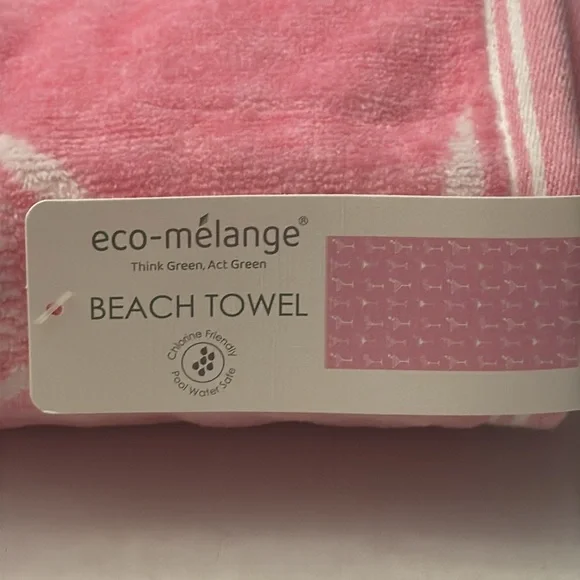 eco-mélange®
Think Green, Act Green
BEACH TOWEL
Chlorine Friendly
Pool Water Safe